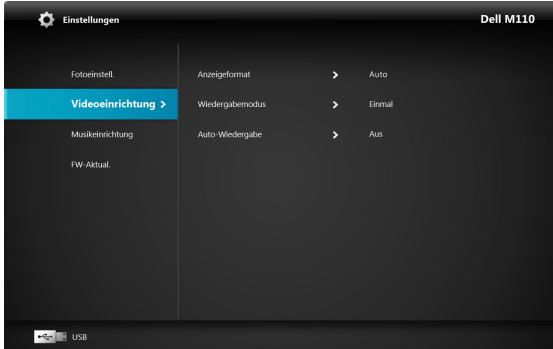 Einstellungen
Dell M110
Fotoeinstell.
Anzeigeformat > Auto
Videoeinrichtung >
Wiedergabemodus > Einmal
Musikeinrichtung
Auto-Wiedergabe > Aus
FW-Aktual.
USB